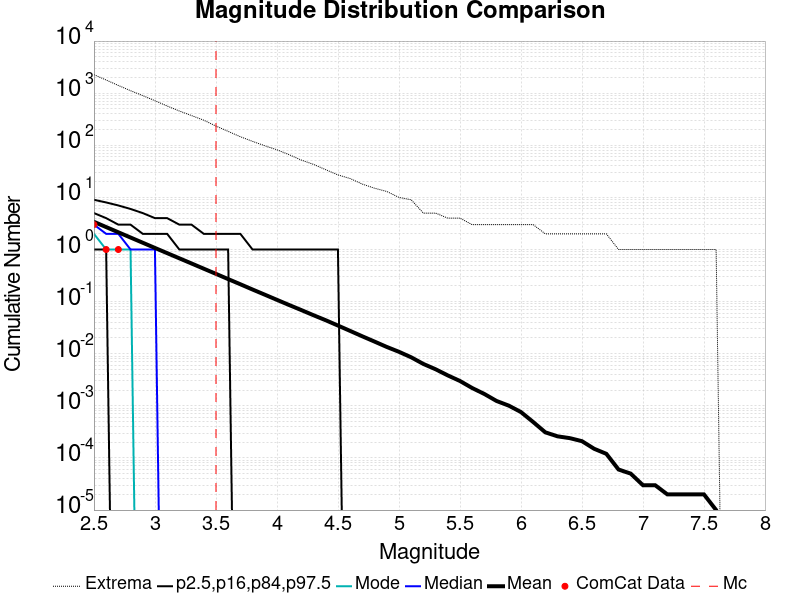 Magnitude Distribution Comparison
10^4
10^3
10^2
10^1
10^0
10^-1
10^-2
10^-3
10^-4
10^-5
Cumulative Number
2.5 3 3.5 4 4.5 5 5.5 6 6.5 7 7.5 8
Magnitude
Extrema p2.5,p16,p84,p97.5 Mode Median Mean ComCat Data Mc